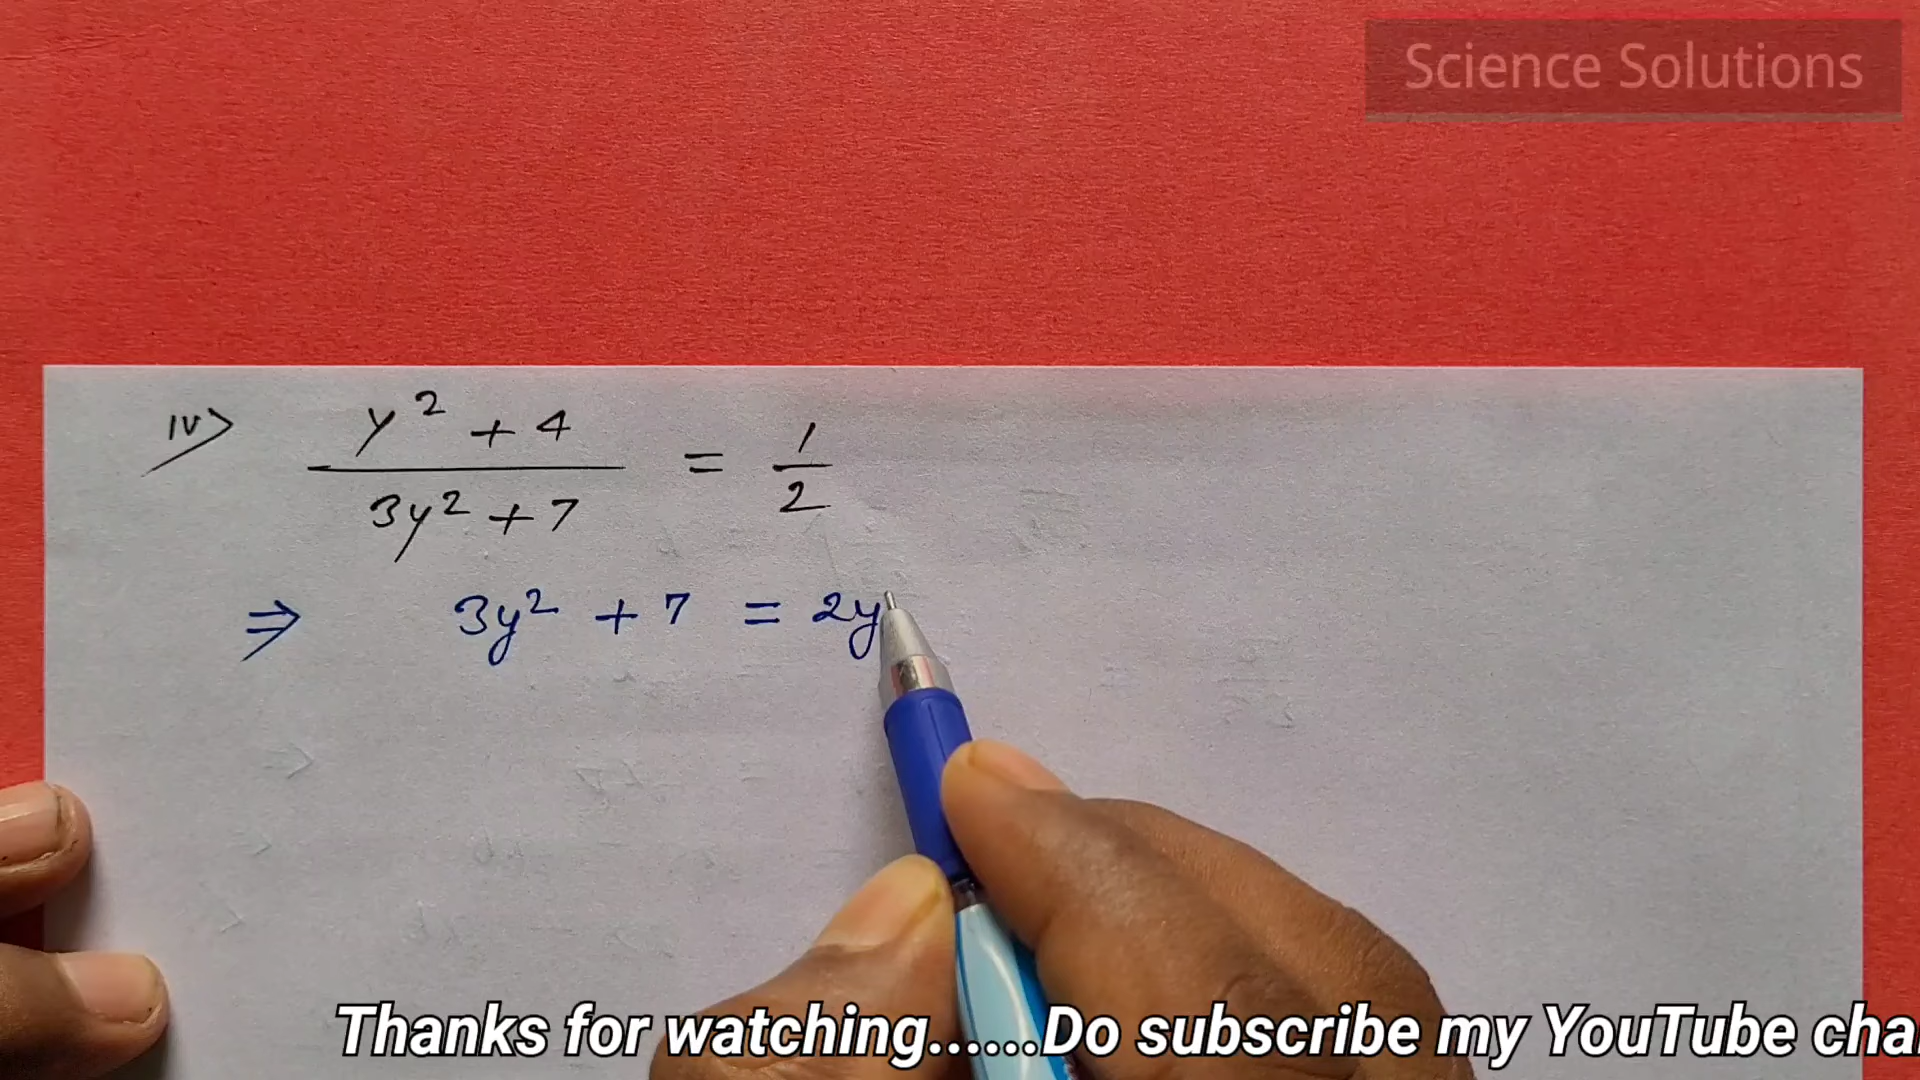 Science Solutions
iv> y² + 4 / 3y² + 7 = 1/2
⇒ 3y² + 7 = 2y
Thanks for watching......Do subscribe my YouTube cha